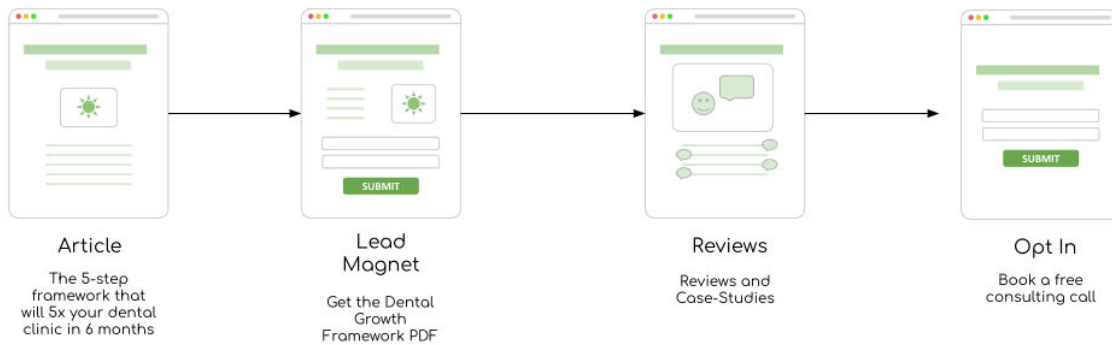 SUBMIT
SUBMIT
Article
The 5-step
framework that
will 5x your dental
clinic in 6 months
Lead
Magnet
Get the Dental
Growth
Framework PDF
Reviews
Reviews and
Case-Studies
Opt In
Book a free
consulting call